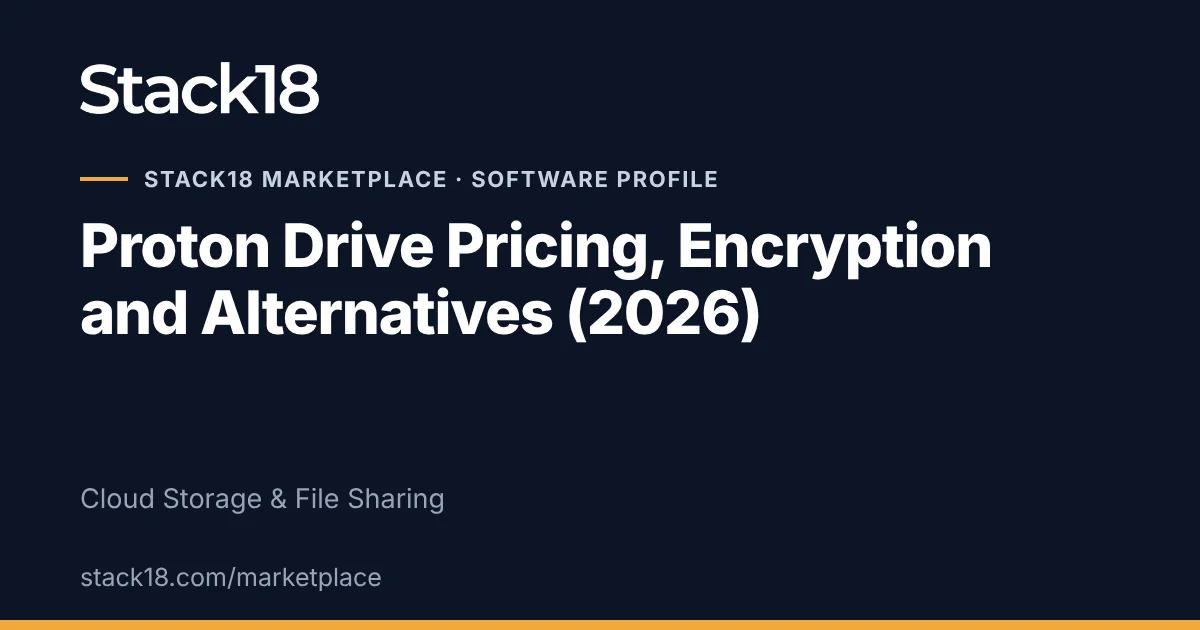 Stack18
STACK18 MARKETPLACE · SOFTWARE PROFILE
Proton Drive Pricing, Encryption
and Alternatives (2026)
Cloud Storage & File Sharing
stack18.com/marketplace